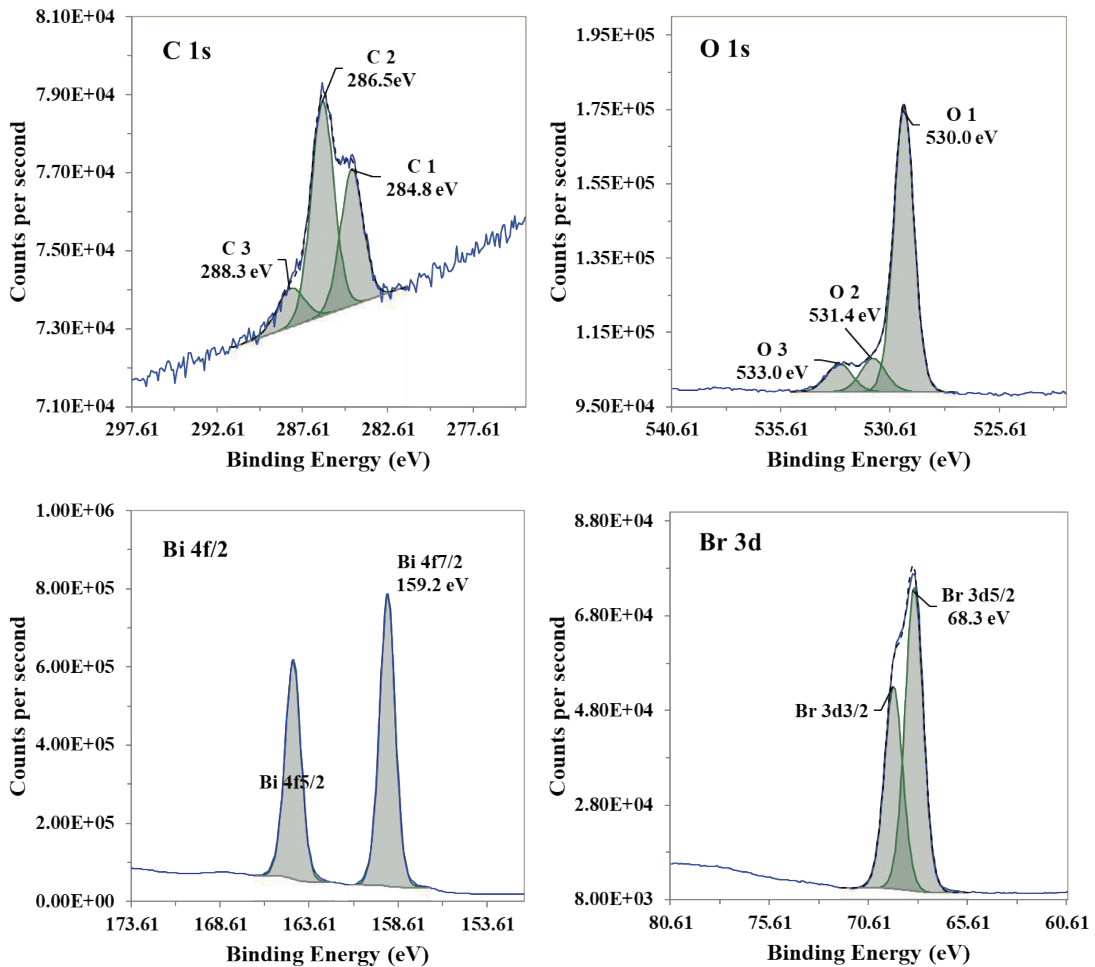 C 1s
8.10E+04
7.90E+04
7.70E+04
7.50E+04
7.30E+04
7.10E+04
Counts per second
C 2
286.5eV
C 1
284.8 eV
C 3
288.3 eV
297.61 292.61 287.61 282.61 277.61
Binding Energy (eV)
O 1s
1.95E+05
1.75E+05
1.55E+05
1.35E+05
1.15E+05
9.50E+04
Counts per second
O 1
530.0 eV
O 2
531.4 eV
O 3
533.0 eV
540.61 535.61 530.61 525.61
Binding Energy (eV)
Bi 4f/2
1.00E+06
8.00E+05
6.00E+05
4.00E+05
2.00E+05
0.00E+00
Counts per second
Bi 4f7/2
159.2 eV
Bi 4f5/2
173.61 168.61 163.61 158.61 153.61
Binding Energy (eV)
Br 3d
8.80E+04
6.80E+04
4.80E+04
2.80E+04
8.00E+03
Counts per second
Br 3d5/2
68.3 eV
Br 3d3/2
80.61 75.61 70.61 65.61 60.61
Binding Energy (eV)